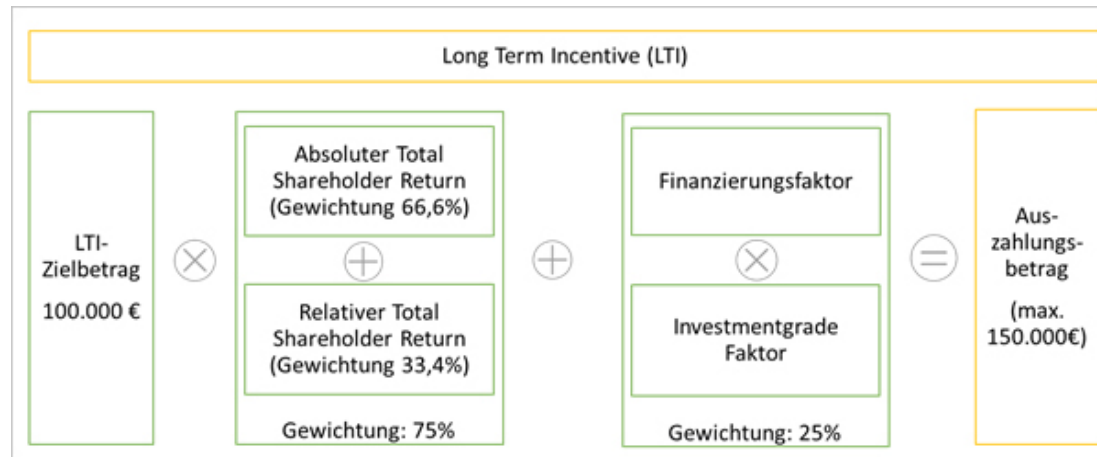 Long Term Incentive (LTI)
LTI-
Zielbetrag
100.000 €
Absoluter Total
Shareholder Return
(Gewichtung 66,6%)
Relativer Total
Shareholder Return
(Gewichtung 33,4%)
Gewichtung: 75%
Finanzierungsfaktor
Investmentgrade
Faktor
Gewichtung: 25%
Aus-
zahlungs-
betrag
(max.
150.000€)